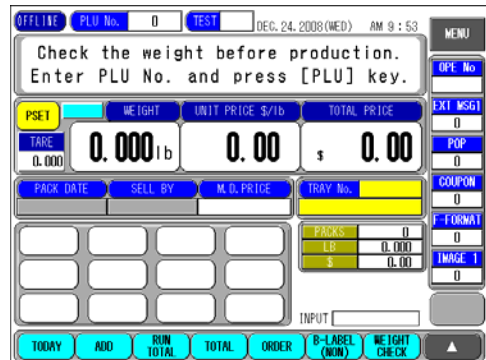 OFFLINE PLU No. 0 TEST DEC. 24. 2008 (WED) AM 9 : 53 MENU
Check the weight before production.
Enter PLU No. and press [PLU] key.
OPE No
PSET WEIGHT UNIT PRICE $/lb TOTAL PRICE
EXT MSG1
0
TARE
0.000 0.000 lb 0.00 $ 0.00
POP
0
PACK DATE SELL BY M.D.PRICE TRAY No.
COUPON
0
F-FORMAT
0
PACKS 0
LB 0.000
$ 0.00
IMAGE 1
0
INPUT
TODAY ADD RUN TOTAL TOTAL ORDER B-LABEL (NON) WEIGHT CHECK ▲